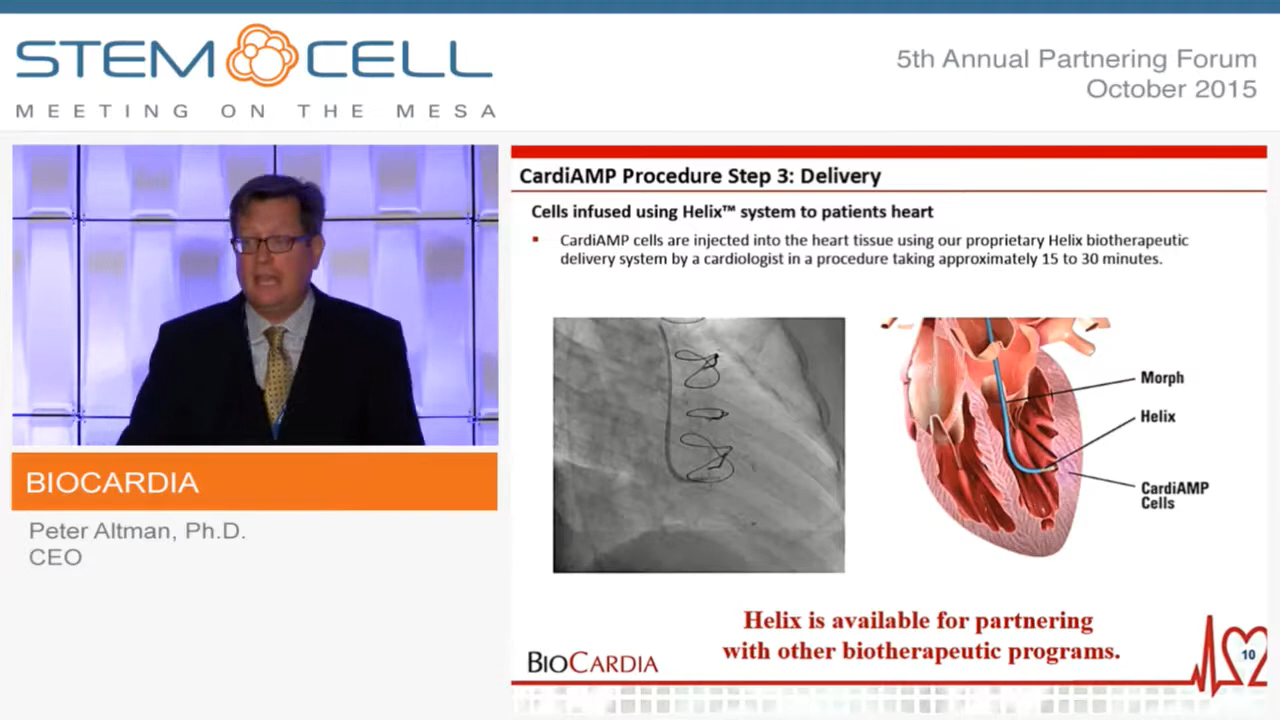 STEM CELL
MEETING ON THE MESA
5th Annual Partnering Forum
October 2015
BIOCARDIA
Peter Altman, Ph.D.
CEO
CardiAMP Procedure Step 3: Delivery
Cells infused using Helix™ system to patients heart
CardiAMP cells are injected into the heart tissue using our proprietary Helix biotherapeutic
delivery system by a cardiologist in a procedure taking approximately 15 to 30 minutes.
Morph
Helix
CardiAMP
Cells
Helix is available for partnering
with other biotherapeutic programs.
BIOCARDIA
10